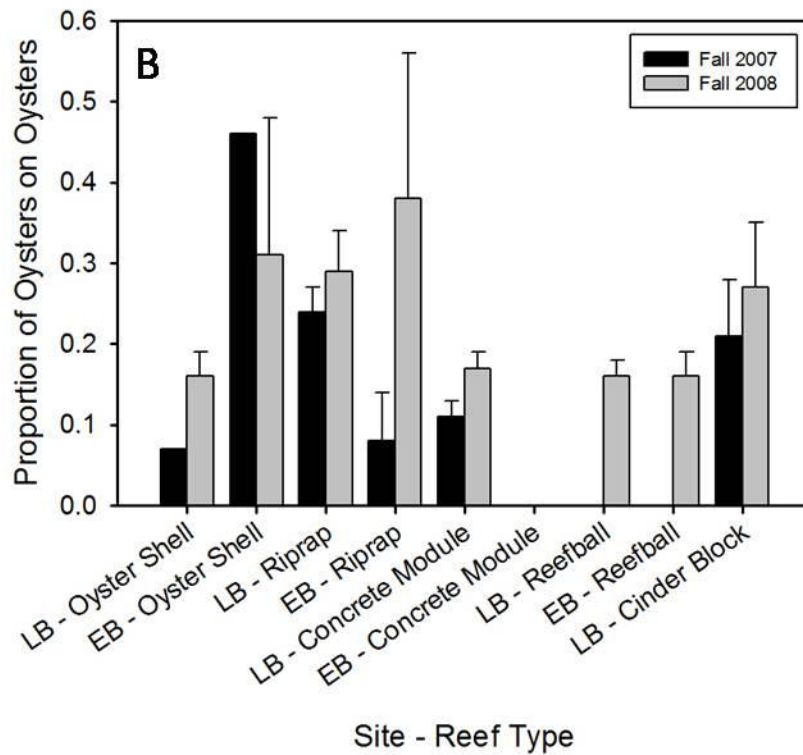 B
Fall 2007
Fall 2008
Proportion of Oysters on Oysters
0.6
0.5
0.4
0.3
0.2
0.1
0.0
LB - Oyster Shell
EB - Oyster Shell
LB - Riprap
EB - Riprap
LB - Concrete Module
EB - Concrete Module
LB - Reefball
EB - Reefball
LB - Cinder Block
Site - Reef Type